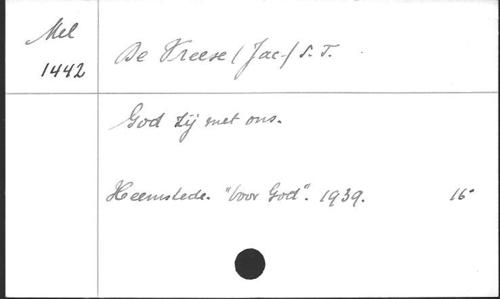 Mel
1442
De Vreese (Jac.) S. J.
God zij met ons.
Heemstede. "Voor God". 1939. 16°